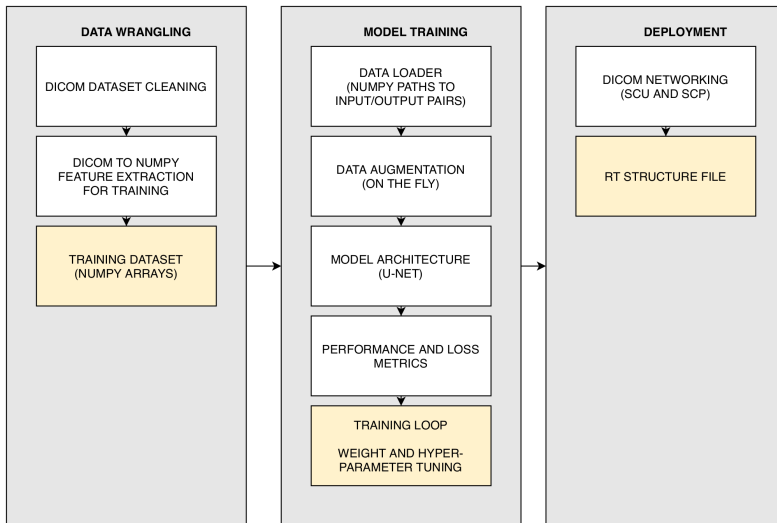 DATA WRANGLING
DICOM DATASET CLEANING
DICOM TO NUMPY
FEATURE EXTRACTION
FOR TRAINING
TRAINING DATASET
(NUMPY ARRAYS)
MODEL TRAINING
DATA LOADER
(NUMPY PATHS TO
INPUT/OUTPUT PAIRS)
DATA AUGMENTATION
(ON THE FLY)
MODEL ARCHITECTURE
(U-NET)
PERFORMANCE AND LOSS
METRICS
TRAINING LOOP
WEIGHT AND HYPER-
PARAMETER TUNING
DEPLOYMENT
DICOM NETWORKING
(SCU AND SCP)
RT STRUCTURE FILE